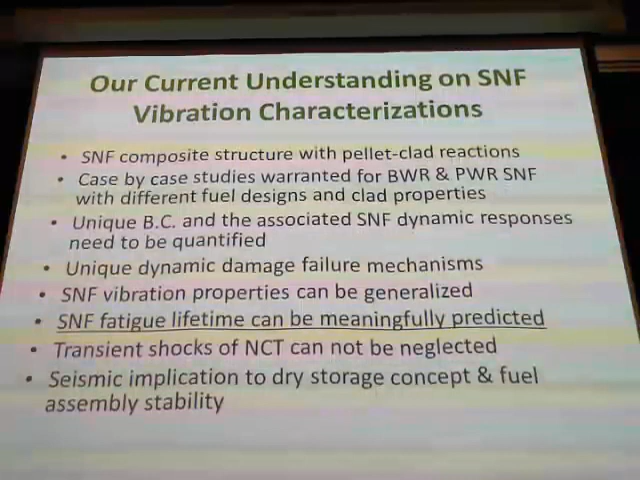 Our Current Understanding on SNF
Vibration Characterizations
• SNF composite structure with pellet-clad reactions
• Case by case studies warranted for BWR & PWR SNF
with different fuel designs and clad properties
• Unique B.C. and the associated SNF dynamic responses
need to be quantified
• Unique dynamic damage failure mechanisms
• SNF vibration properties can be generalized
• SNF fatigue lifetime can be meaningfully predicted
• Transient shocks of NCT can not be neglected
• Seismic implication to dry storage concept & fuel
assembly stability